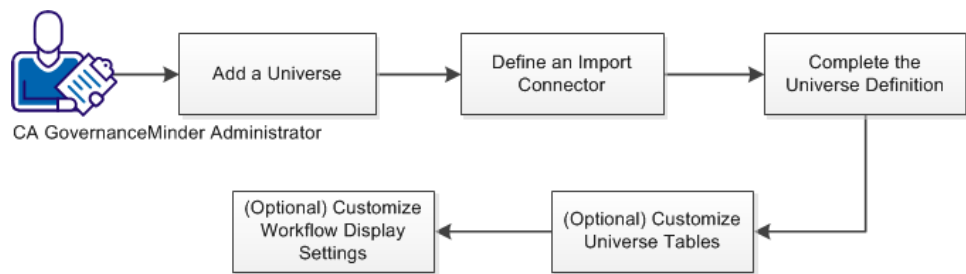 Add a Universe
Define an Import
Connector
Complete the
Universe Definition
CA GovernanceMinder Administrator
(Optional) Customize
Universe Tables
(Optional) Customize
Workflow Display
Settings